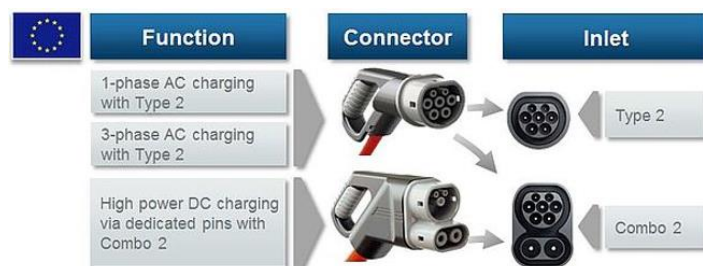 Function
Connector
Inlet
1-phase AC charging
with Type 2
3-phase AC charging
with Type 2
High power DC charging
via dedicated pins with
Combo 2
Type 2
Combo 2